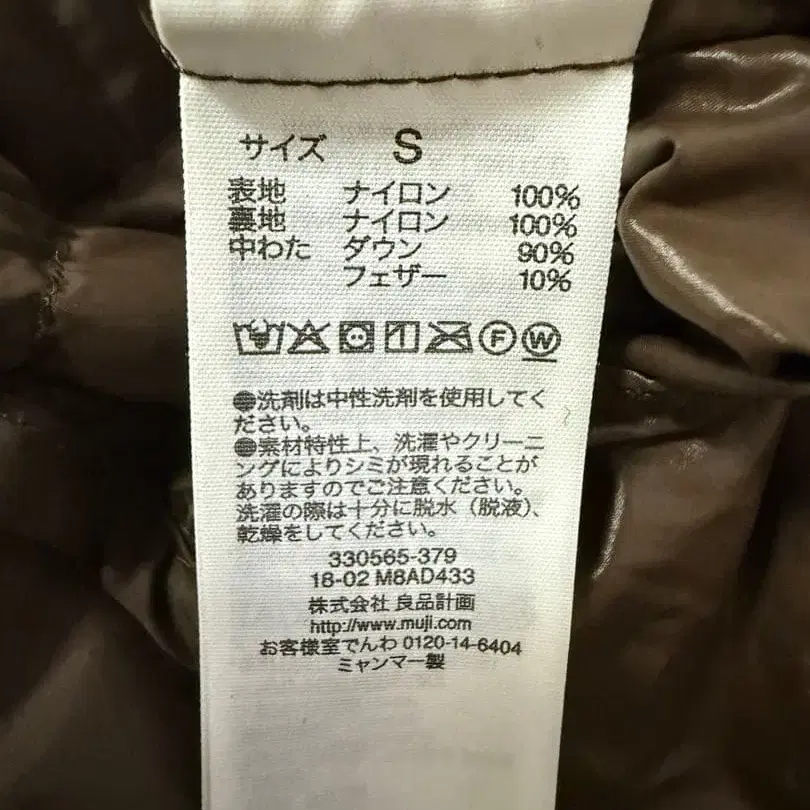 サイズ S
表地 ナイロン 100%
裏地 ナイロン 100%
中わた ダウン 90%
フェザー 10%
F W
●洗剤は中性洗剤を使用してく
ださい。
●素材特性上、洗濯やクリーニ
ングによりシミが現れることが
ありますのでご注意ください。
洗濯の際は十分に脱水(脱液)、
乾燥をしてください。
330565-379
18-02 M8AD433
株式会社 良品計画
http://www.muji.com
お客様室でんわ 0120-14-6404
ミャンマー製